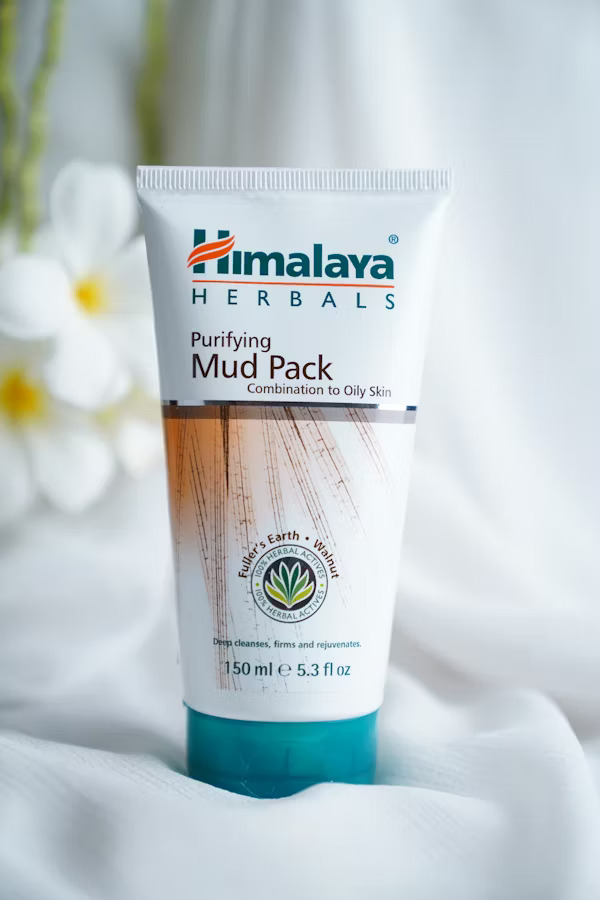 Himalaya®
HERBALS
Purifying
Mud Pack
Combination to Oily Skin
Fuller's Earth • Walnut
100% HERBAL ACTIVES • 100% HERBAL ACTIVES •
Deep cleanses, firms and rejuvenates.
150 ml ℮ 5.3 fl oz